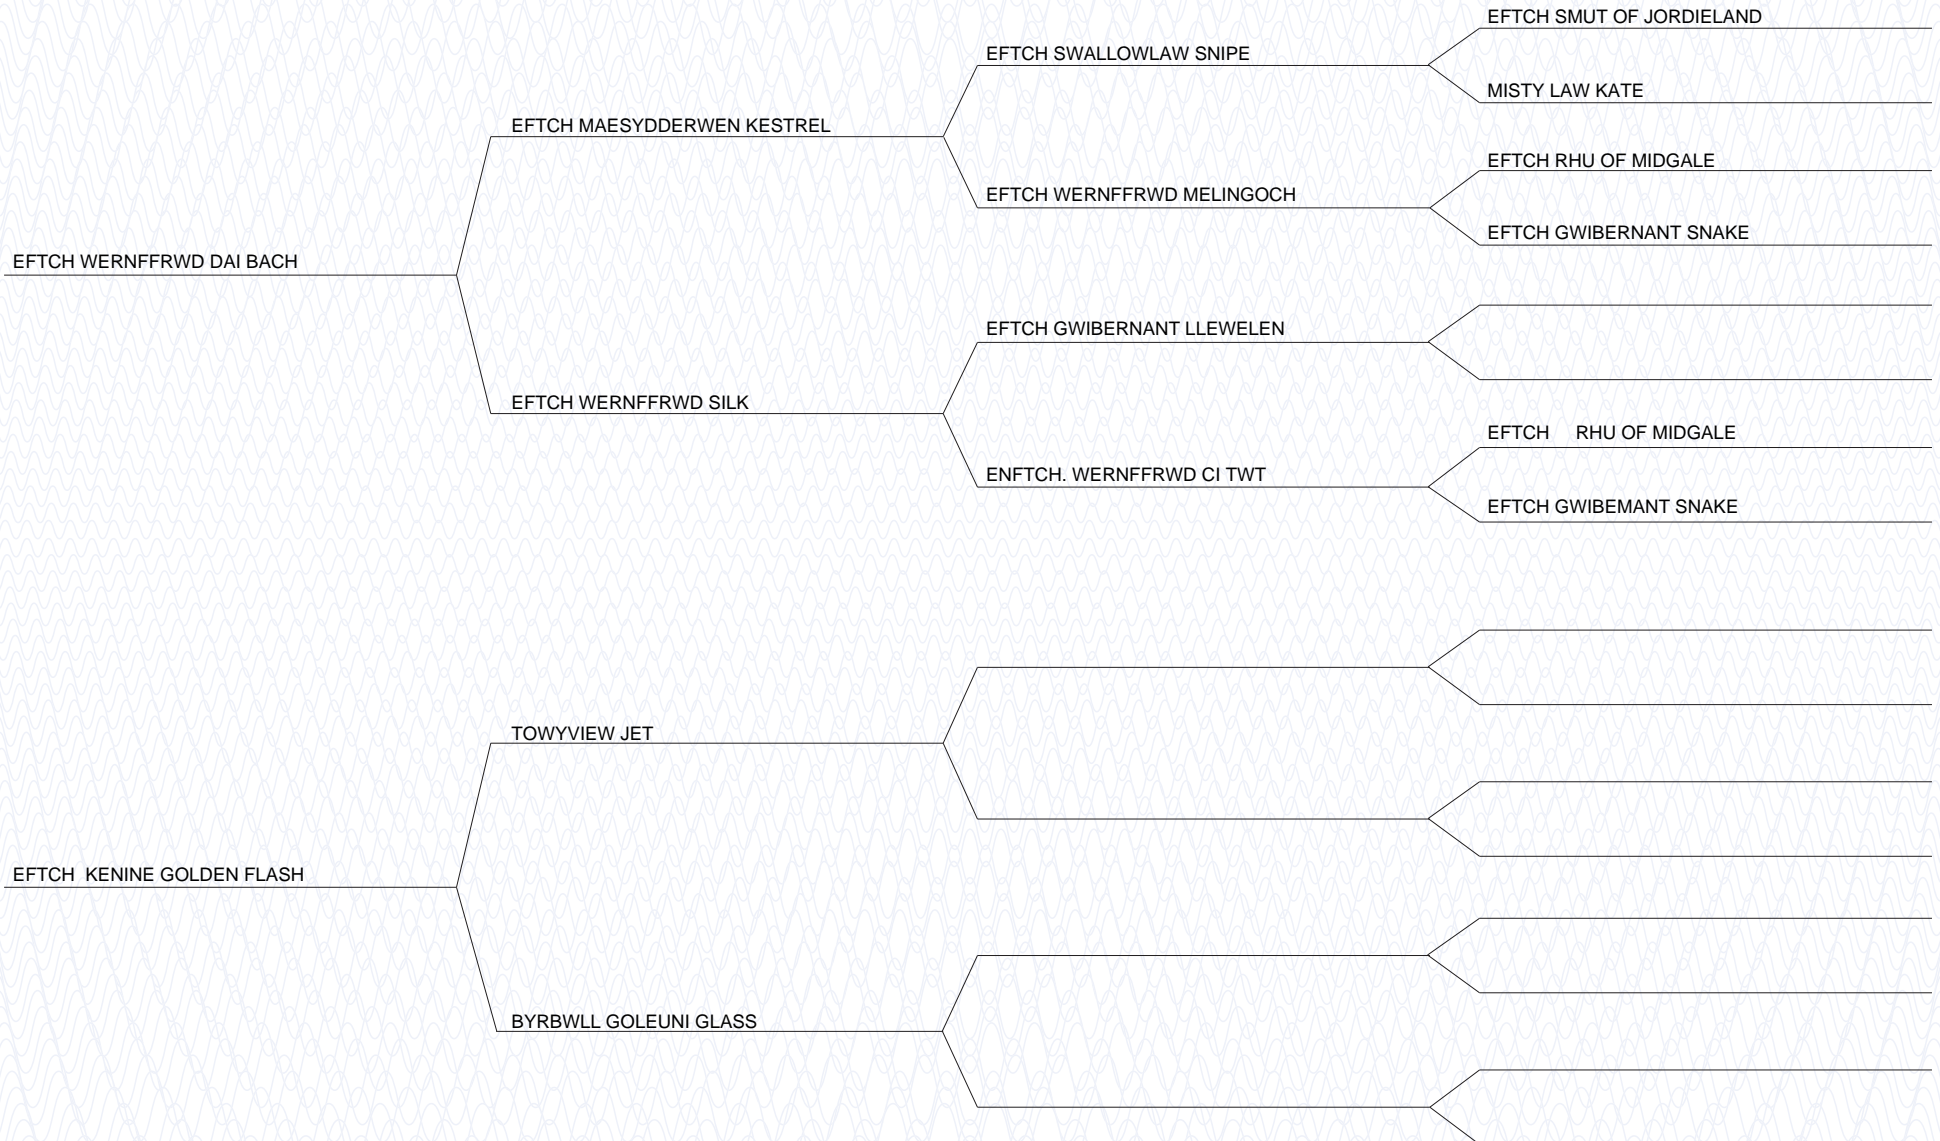 EFTCH SMUT OF JORDIELAND
EFTCH SWALLOWLAW SNIPE
MISTY LAW KATE
EFTCH MAESYDDERWEN KESTREL
EFTCH RHU OF MIDGALE
EFTCH WERNFFRWD MELINGOCH
EFTCH GWIBERNANT SNAKE
EFTCH WERNFFRWD DAI BACH
EFTCH GWIBERNANT LLEWELEN
EFTCH WERNFFRWD SILK
EFTCH RHU OF MIDGALE
ENFTCH. WERNFFRWD CI TWT
EFTCH GWIBEMANT SNAKE
TOWYVIEW JET
EFTCH KENINE GOLDEN FLASH
BYRBWLL GOLEUNI GLASS